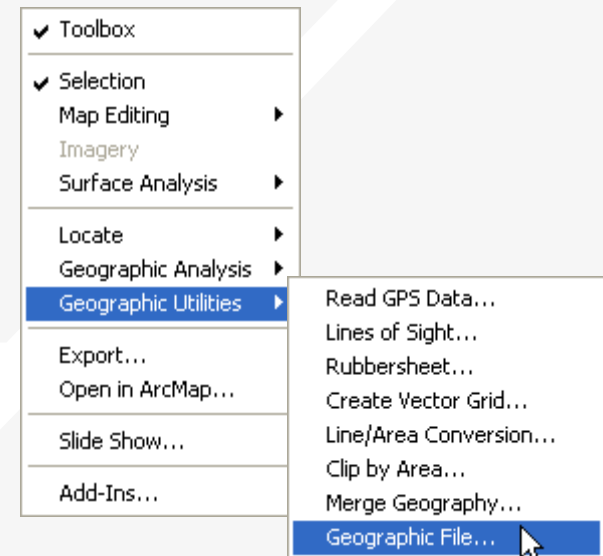 Toolbox
Selection
Map Editing
Imagery
Surface Analysis
Locate
Geographic Analysis
Geographic Utilities
Export...
Open in ArcMap...
Slide Show...
Add-Ins...
Read GPS Data...
Lines of Sight...
Rubbersheet...
Create Vector Grid...
Line/Area Conversion...
Clip by Area...
Merge Geography...
Geographic File...